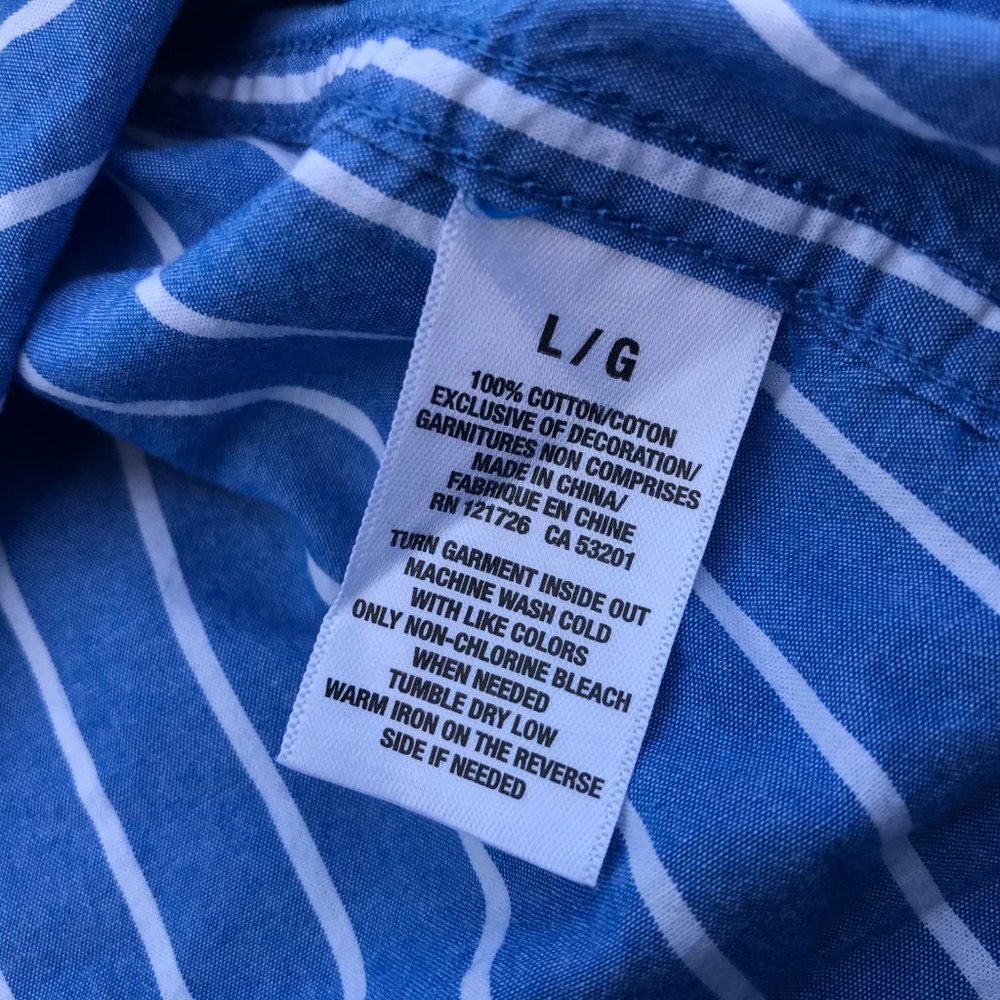 L / G
100% COTTON/COTON
EXCLUSIVE OF DECORATION/
GARNITURES NON COMPRISES
MADE IN CHINA/
FABRIQUE EN CHINE
RN 121726 CA 53201
TURN GARMENT INSIDE OUT
MACHINE WASH COLD
WITH LIKE COLORS
ONLY NON-CHLORINE BLEACH
WHEN NEEDED
TUMBLE DRY LOW
WARM IRON ON THE REVERSE
SIDE IF NEEDED